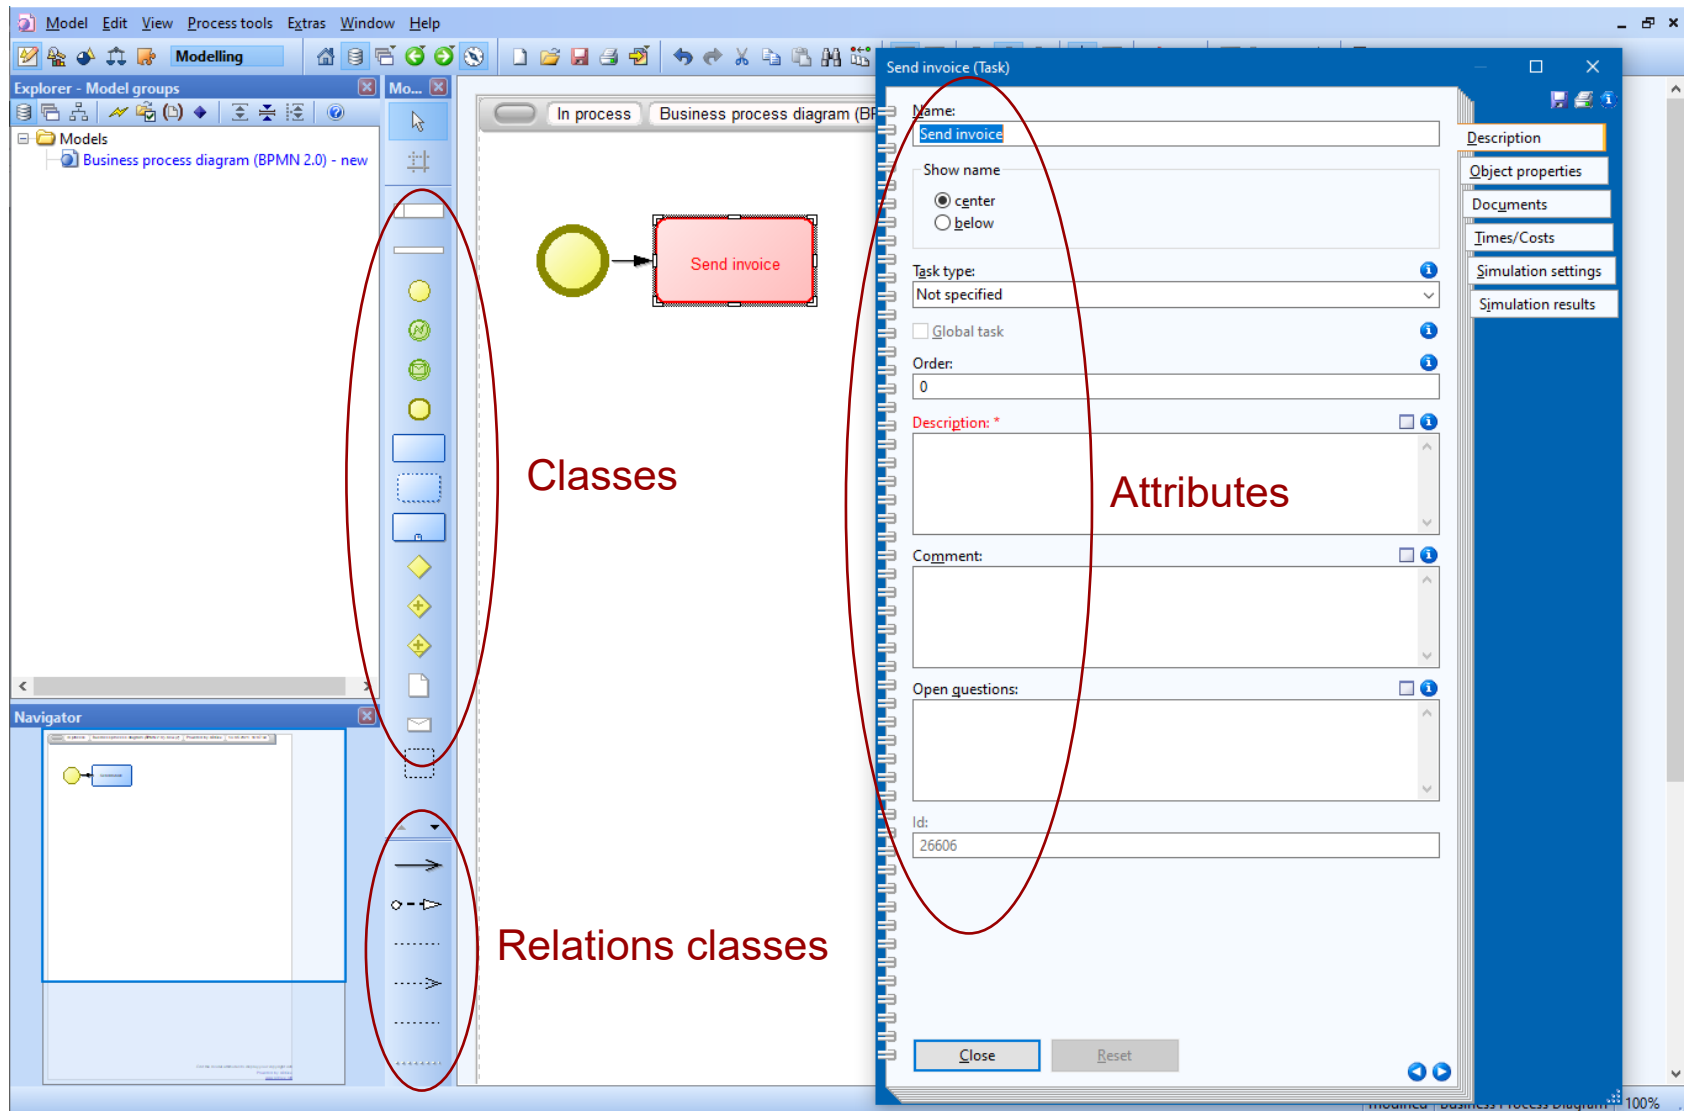 Model Edit View Process tools Extras Window Help
Modelling
Explorer - Model groups
Mo...
Models
Business process diagram (BPMN 2.0) - new
In process Business process diagram (BP
Send invoice
Classes
Navigator
Relations classes
Send invoice (Task)
Name:
Send invoice
Show name
center
below
Task type:
Not specified
Global task
Order:
0
Description: *
Attributes
Comment:
Open questions:
Id:
26606
Close Reset
Description
Object properties
Documents
Times/Costs
Simulation settings
Simulation results
100%